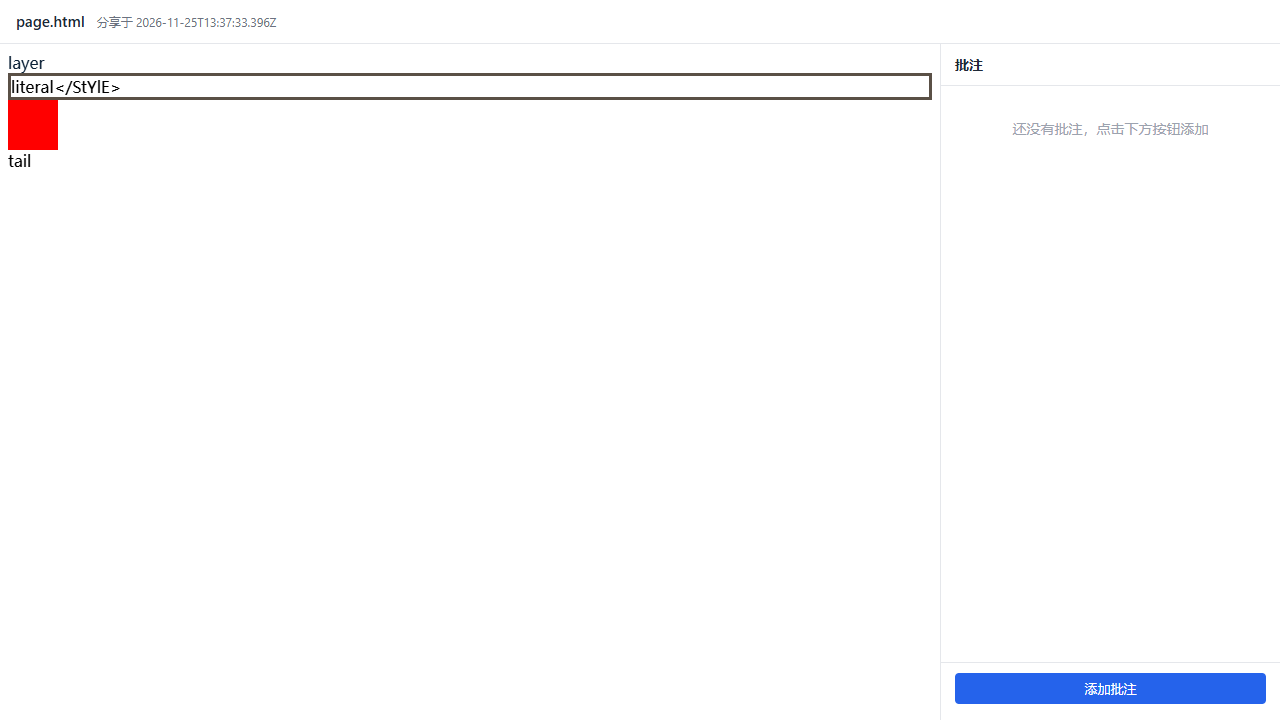 page.html 分享于 2026-11-25T13:37:33.396Z
layer
literal</StYlE>
tail
批注
还没有批注，点击下方按钮添加
添加批注